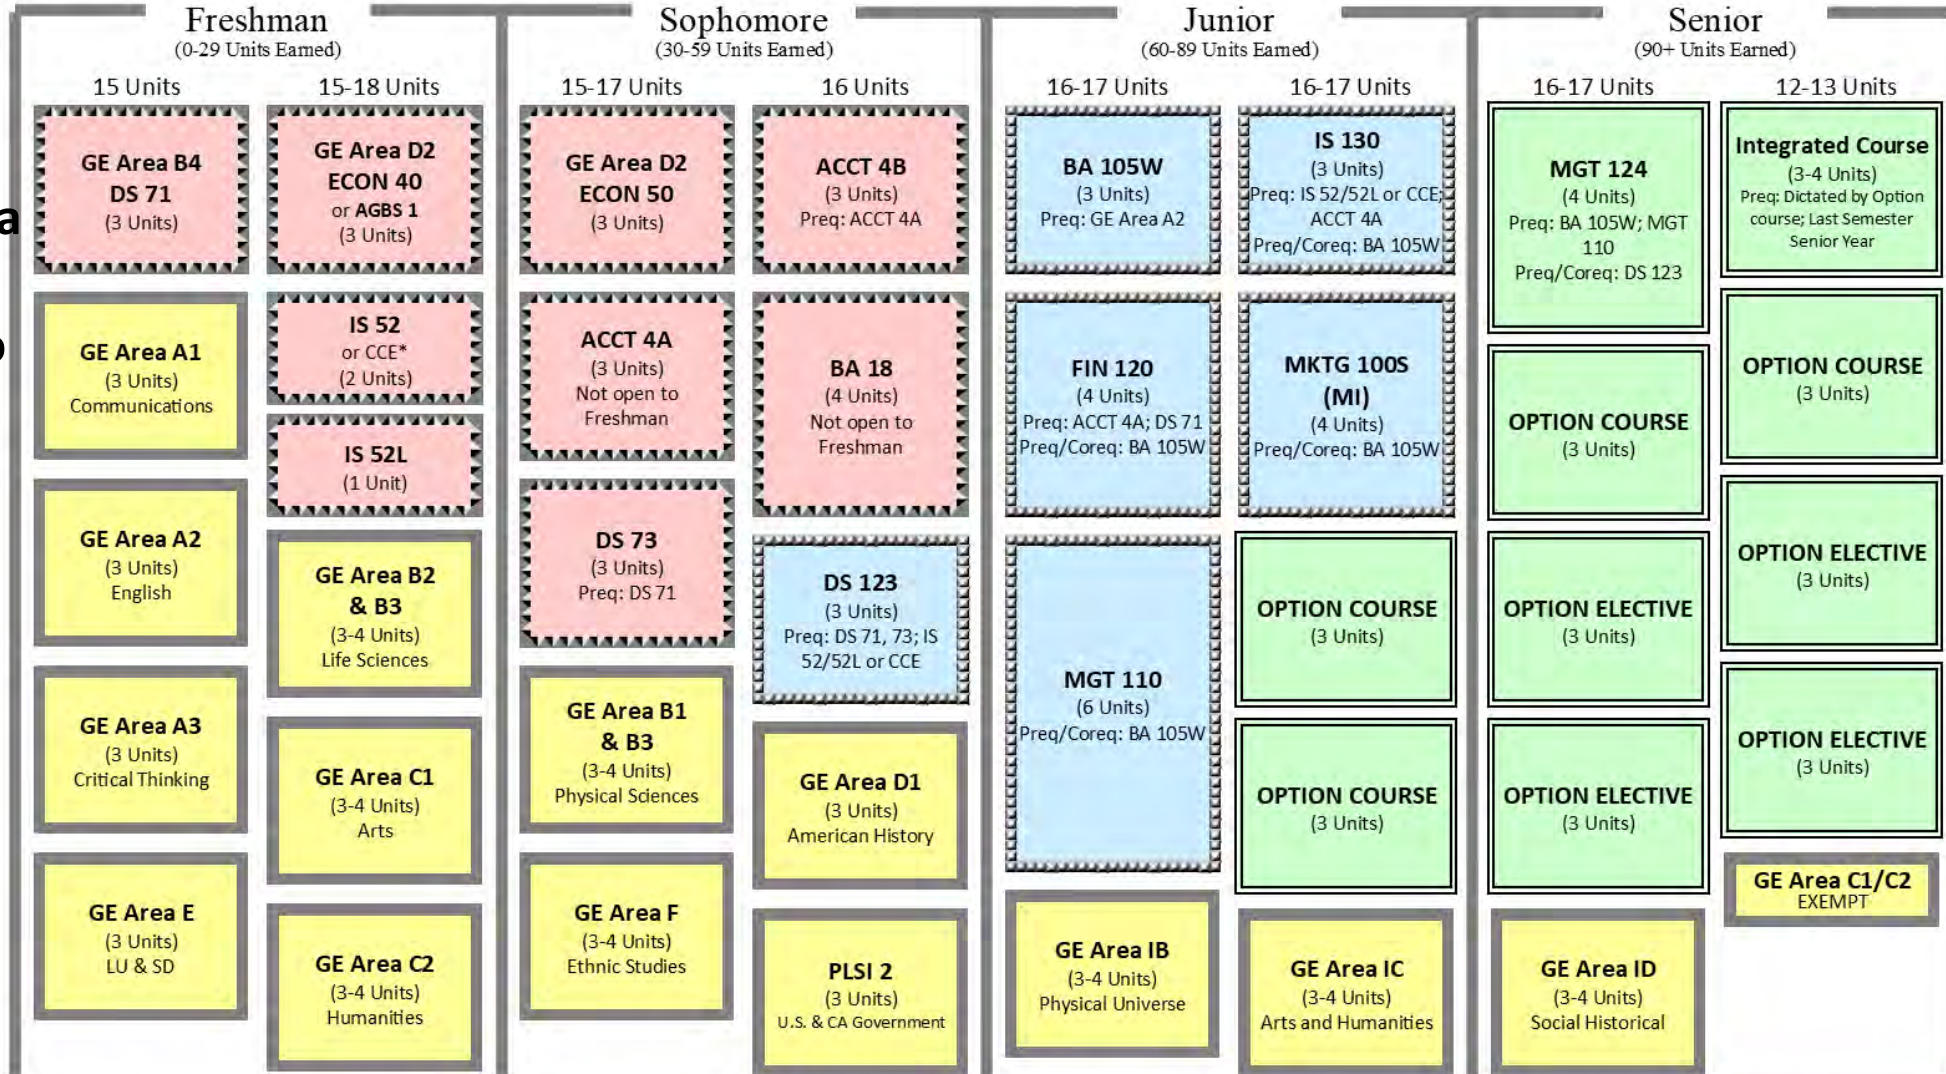 Freshman
(0-29 Units Earned)
15 Units
GE Area B4
DS 71
(3 Units)
GE Area A1
(3 Units)
Communications
GE Area A2
(3 Units)
English
GE Area A3
(3 Units)
Critical Thinking
GE Area E
(3 Units)
LU & SD
15-18 Units
GE Area D2
ECON 40
or AGBS 1
(3 Units)
IS 52
or CCE*
(2 Units)
IS 52L
(1 Unit)
GE Area B2
& B3
(3-4 Units)
Life Sciences
GE Area C1
(3-4 Units)
Arts
GE Area C2
(3-4 Units)
Humanities
Sophomore
(30-59 Units Earned)
15-17 Units
GE Area D2
ECON 50
(3 Units)
ACCT 4A
(3 Units)
Not open to
Freshman
DS 73
(3 Units)
Preq: DS 71
GE Area B1
& B3
(3-4 Units)
Physical Sciences
GE Area F
(3-4 Units)
Ethnic Studies
16 Units
ACCT 4B
(3 Units)
Preq: ACCT 4A
BA 18
(4 Units)
Not open to
Freshman
DS 123
(3 Units)
Preq: DS 71, 73; IS
52/52L or CCE
GE Area D1
(3 Units)
American History
PLSI 2
(3 Units)
U.S. & CA Government
Junior
(60-89 Units Earned)
16-17 Units
BA 105W
(3 Units)
Preq: GE Area A2
FIN 120
(4 Units)
Preq: ACCT 4A; DS 71
Preq/Coreq: BA 105W
MGT 110
(6 Units)
Preq/Coreq: BA 105W
GE Area IB
(3-4 Units)
Physical Universe
16-17 Units
IS 130
(3 Units)
Preq: IS 52/52L or CCE;
ACCT 4A
Preq/Coreq: BA 105W
MKTG 100S
(MI)
(4 Units)
Preq/Coreq: BA 105W
OPTION COURSE
(3 Units)
OPTION COURSE
(3 Units)
GE Area IC
(3-4 Units)
Arts and Humanities
Senior
(90+ Units Earned)
16-17 Units
MGT 124
(4 Units)
Preq: BA 105W; MGT
110
Preq/Coreq: DS 123
OPTION COURSE
(3 Units)
OPTION ELECTIVE
(3 Units)
OPTION ELECTIVE
(3 Units)
GE Area ID
(3-4 Units)
Social Historical
12-13 Units
Integrated Course
(3-4 Units)
Preq: Dictated by Option
course; Last Semester
Senior Year
OPTION COURSE
(3 Units)
OPTION ELECTIVE
(3 Units)
OPTION ELECTIVE
(3 Units)
GE Area C1/C2
EXEMPT